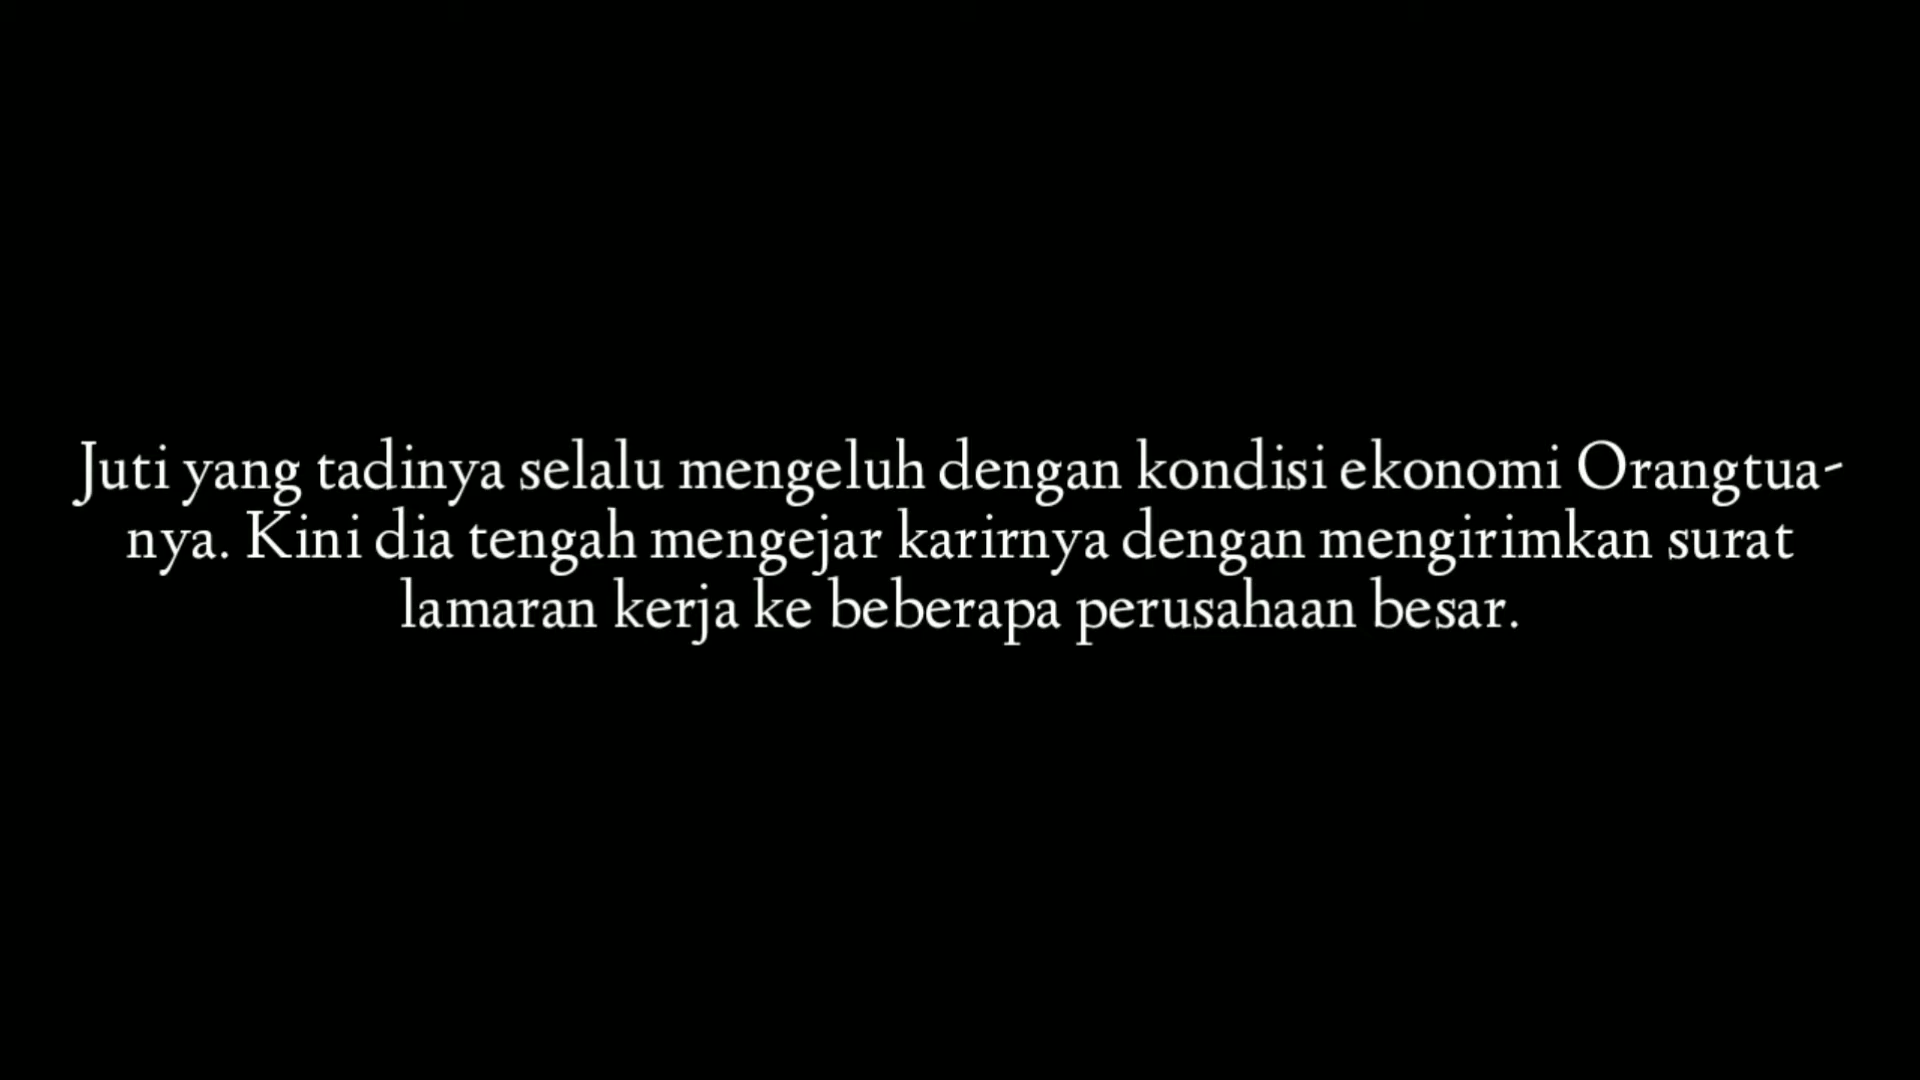 Juti yang tadinya selalu mengeluh dengan kondisi ekonomi Orangtua-
nya. Kini dia tengah mengejar karirnya dengan mengirimkan surat
lamaran kerja ke beberapa perusahaan besar.